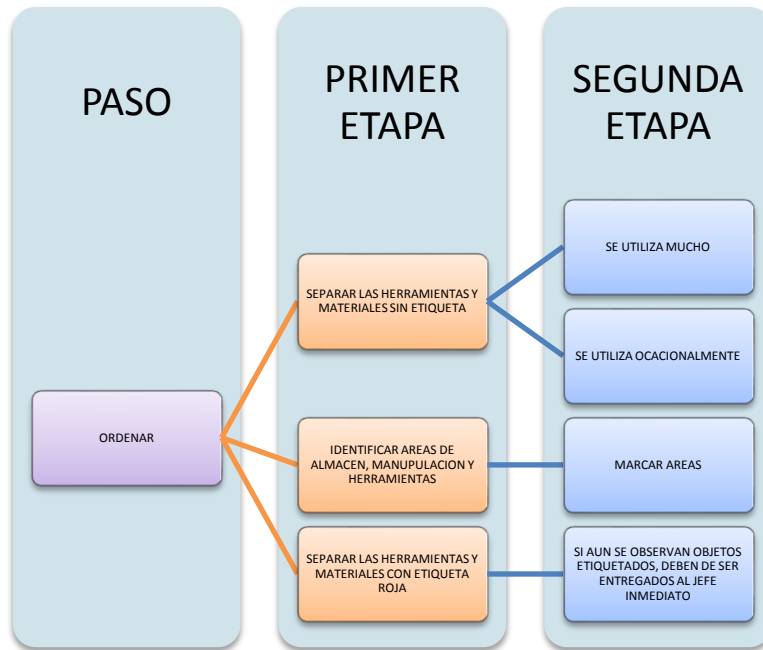 PASO
PRIMER
ETAPA
SEGUNDA
ETAPA
ORDENAR
SEPARAR LAS HERRAMIENTAS Y
MATERIALES SIN ETIQUETA
SE UTILIZA MUCHO
SE UTILIZA OCACIONALMENTE
IDENTIFICAR AREAS DE
ALMACEN, MANUPULACION Y
HERRAMIENTAS
MARCAR AREAS
SEPARAR LAS HERRAMIENTAS Y
MATERIALES CON ETIQUETA
ROJA
SI AUN SE OBSERVAN OBJETOS
ETIQUETADOS, DEBEN DE SER
ENTREGADOS AL JEFE
INMEDIATO